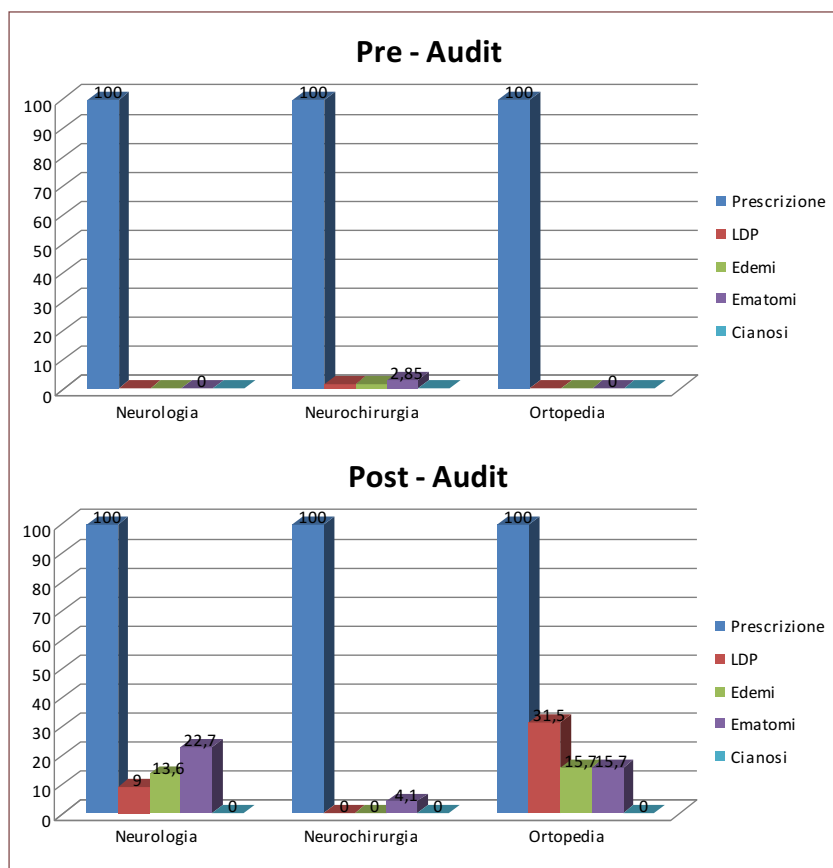 Pre - Audit
100
100
100
100
90
80
70
60
50
40
30
20
10
0
0
2,85
0
Neurologia
Neurochirurgia
Ortopedia
Prescrizione
LDP
Edemi
Ematomi
Cianosi
Post - Audit
100
100
100
100
90
80
70
60
50
40
30
20
10
0
9
13,6
22,7
0
0
0
4,1
0
31,5
15,7
15,7
0
Neurologia
Neurochirurgia
Ortopedia
Prescrizione
LDP
Edemi
Ematomi
Cianosi